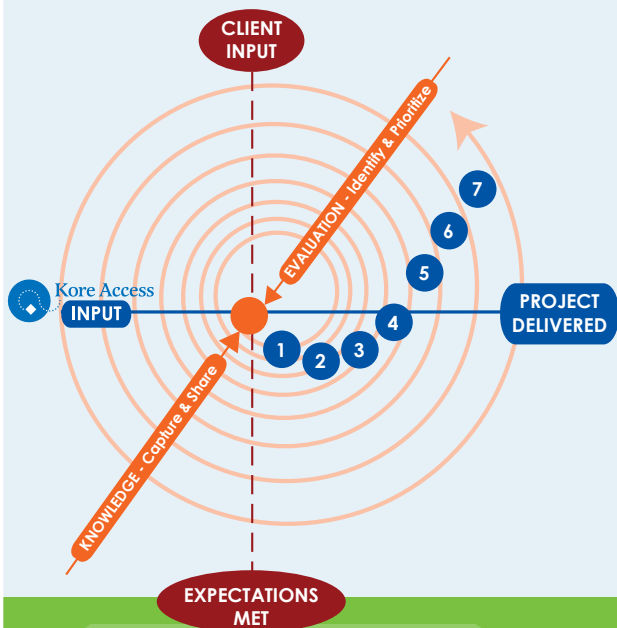 CLIENT
INPUT
EVALUATION - Identify & Prioritize
7
6
5
Kore Access
INPUT
PROJECT
DELIVERED
4
1
2
3
KNOWLEDGE - Capture & Share
EXPECTATIONS
MET